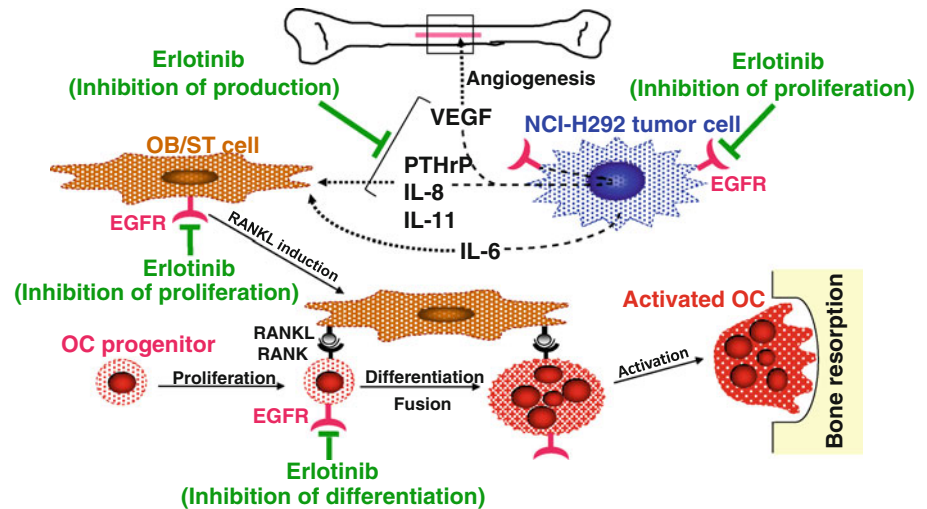 Erlotinib
(Inhibition of production)
Angiogenesis
Erlotinib
(Inhibition of proliferation)
VEGF
NCI-H292 tumor cell
OB/ST cell
PTHrP
IL-8
IL-11
EGFR
EGFR
RANKL induction
IL-6
Erlotinib
(Inhibition of proliferation)
Activated OC
Bone resorption
RANKL
RANK
OC progenitor
Proliferation
Differentiation
Fusion
Activation
EGFR
Erlotinib
(Inhibition of differentiation)